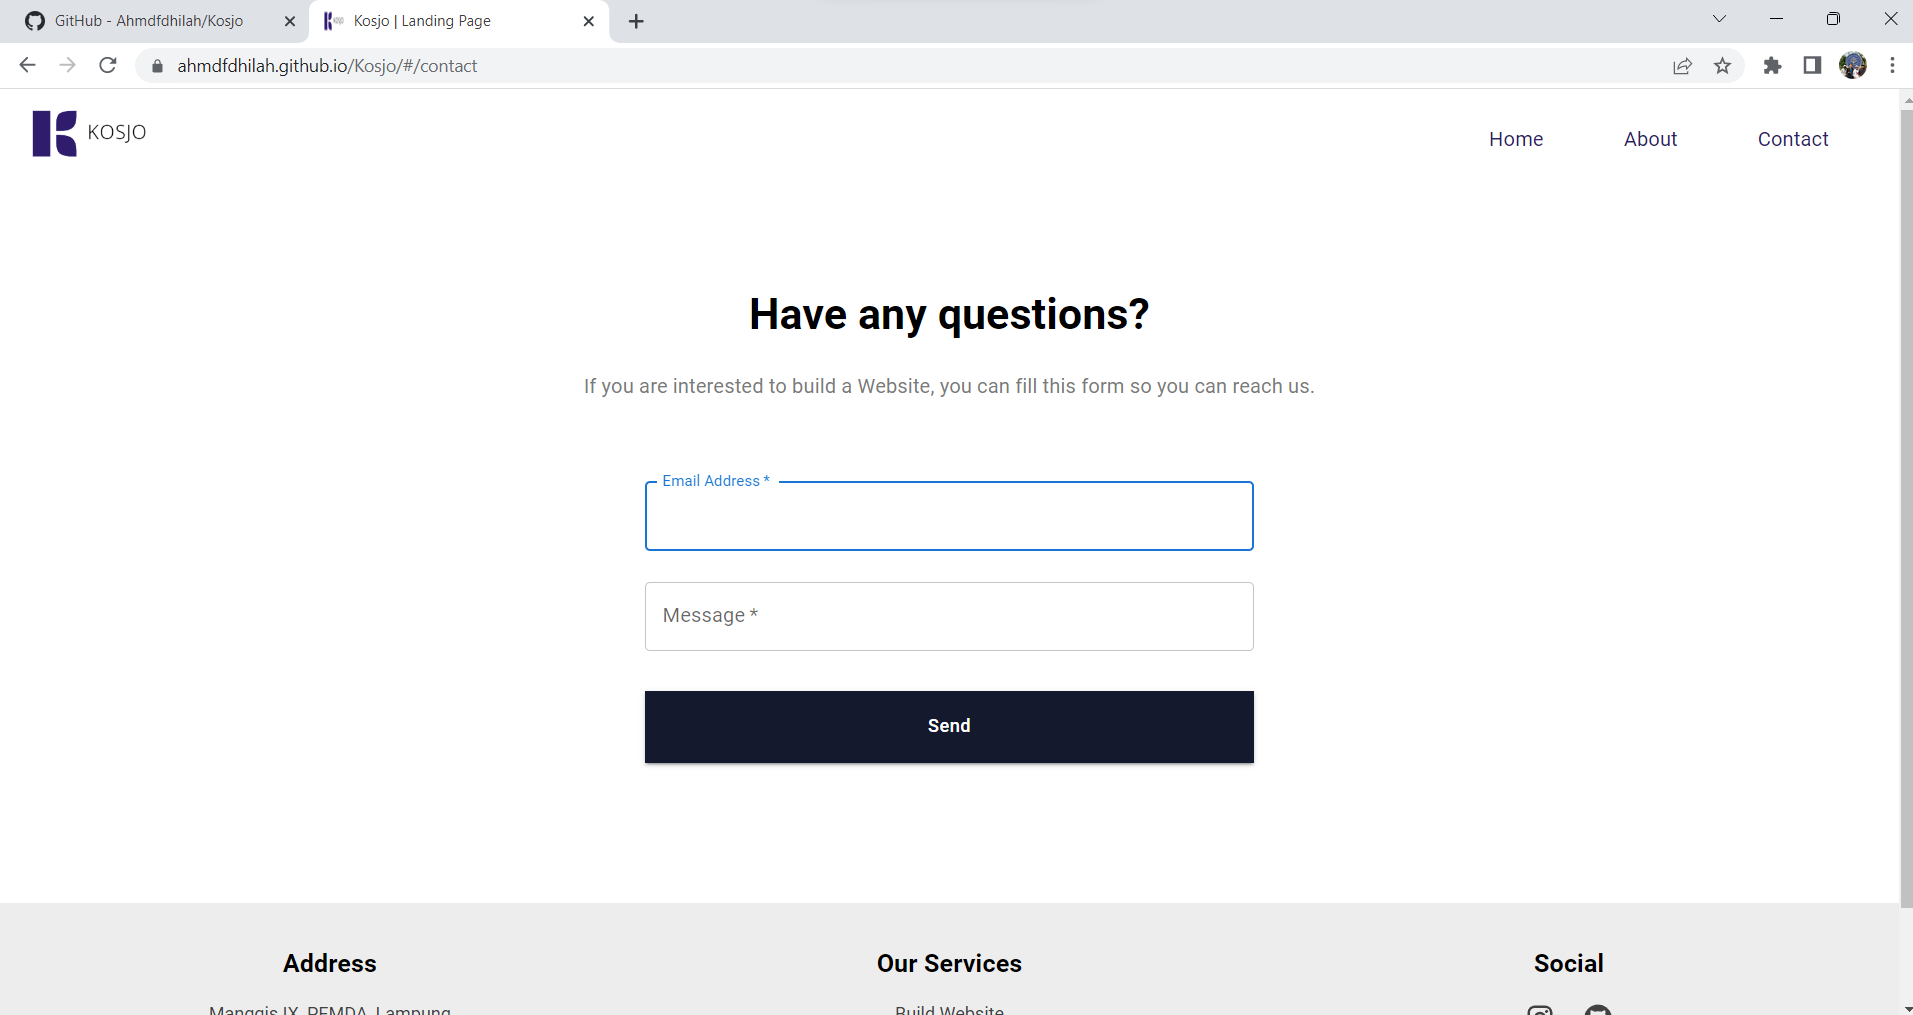 GitHub - Ahmdfdhilah/Kosjo
Kosjo | Landing Page
ahmdfdhilah.github.io/Kosjo/#/contact
KOSJO
Home
About
Contact
Have any questions?
If you are interested to build a Website, you can fill this form so you can reach us.
Email Address *
Message *
Send
Address
Our Services
Social
Manggis IX, PEMDA, Lampung
Build Website